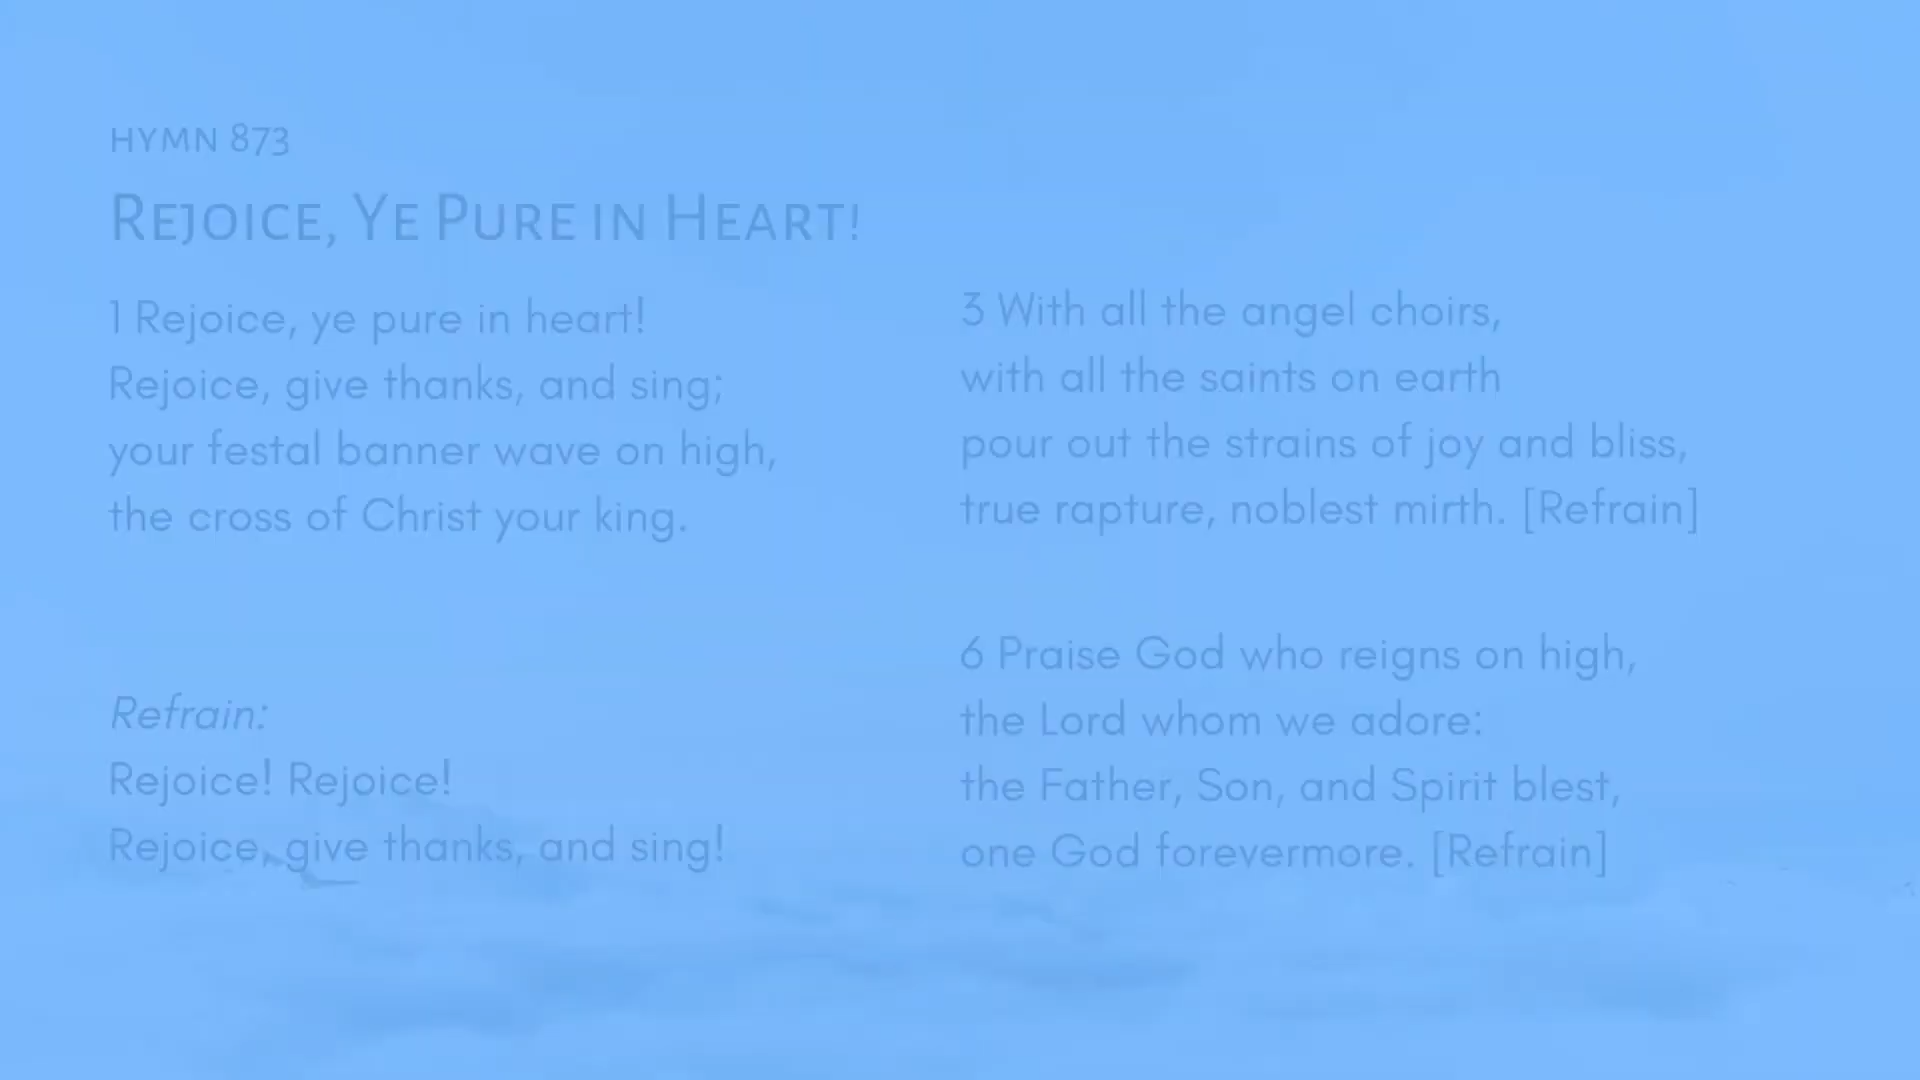 HYMN 873
REJOICE, YE PURE IN HEART!
1 Rejoice, ye pure in heart!
Rejoice, give thanks, and sing;
your festal banner wave on high,
the cross of Christ your king.
Refrain:
Rejoice! Rejoice!
Rejoice, give thanks, and sing!
3 With all the angel choirs,
with all the saints on earth
pour out the strains of joy and bliss,
true rapture, noblest mirth. [Refrain]
6 Praise God who reigns on high,
the Lord whom we adore:
the Father, Son, and Spirit blest,
one God forevermore. [Refrain]